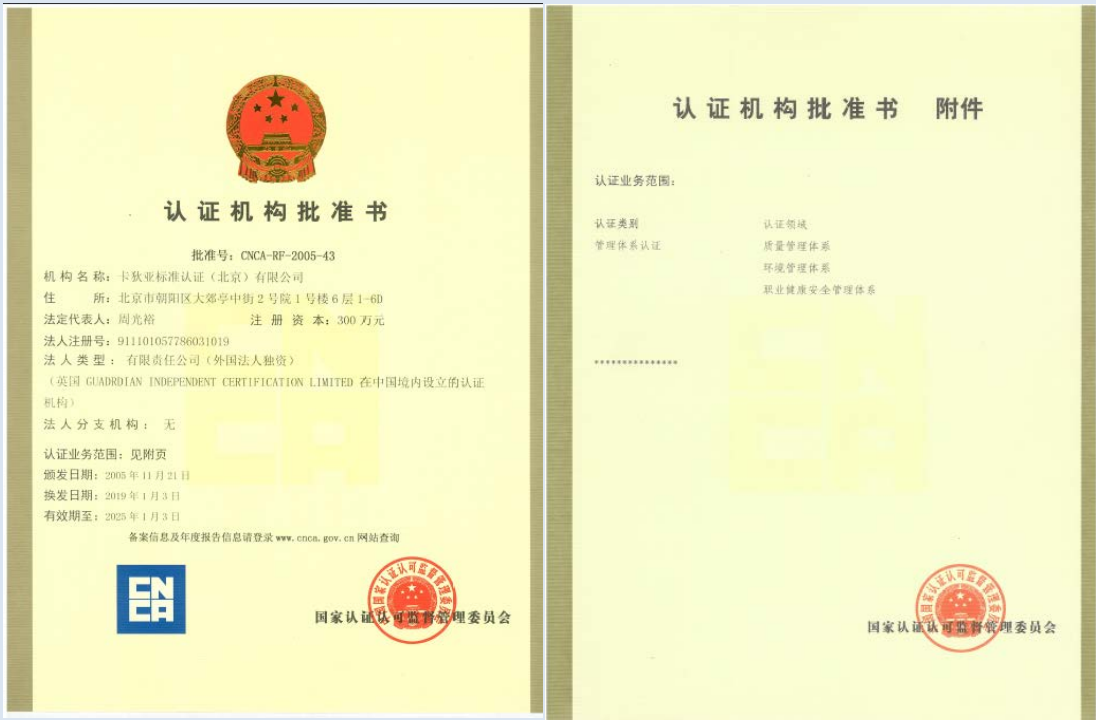 认证机构批准书
批准号：CNCA-RF-2005-43
机构名称：卡狄亚标准认证（北京）有限公司
住 所：北京市朝阳区大郊亭中街2号院1号楼6层1-6D
法定代表人：周光裕 注册资本：300万元
法人注册号：911101057786031019
法人类型：有限责任公司（外国法人独资）
（英国 GUADRDIAN INDEPENDENT CERTIFICATION LIMITED 在中国境内设立的认证
机构）
法人分支机构：无
认证业务范围：见附页
颁发日期：2005年11月21日
换发日期：2019年1月3日
有效期至：2025年1月3日
备案信息及年度报告信息请登录www.cnca.gov.cn网站查询
CN
CA
国家认证认可监督管理委员会
认证机构批准书 附件
认证业务范围：
认证类别 认证领域
管理体系认证 质量管理体系
环境管理体系
职业健康安全管理体系
***************
国家认证认可监督管理委员会